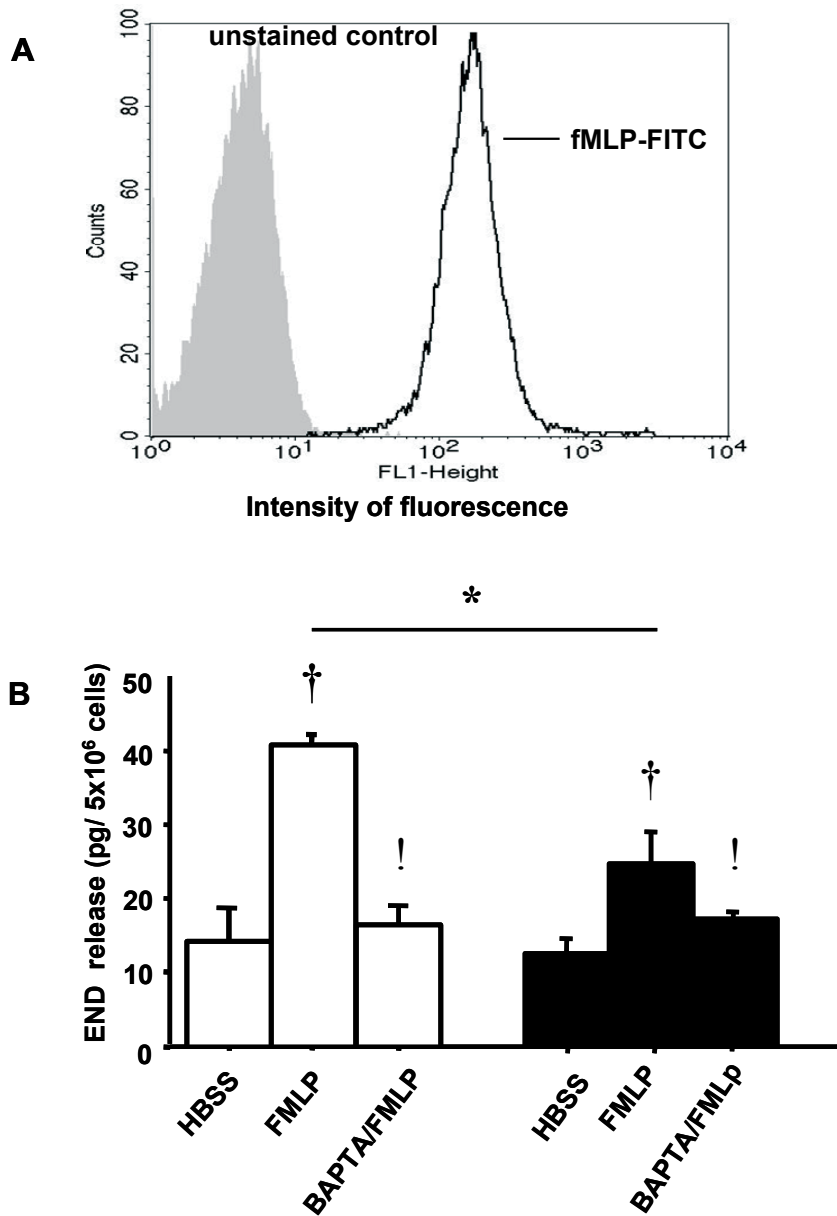 A
unstained control
fMLP-FITC
Counts
100
80
60
40
20
0
10⁰ 10¹ 10² 10³ 10⁴
FL1-Height
Intensity of fluorescence
*
B
END release (pg/ 5x10⁶ cells)
50
40
30
20
10
0
† ! † !
HBSS FMLP BAPTA/FMLP HBSS FMLP BAPTA/FMLp